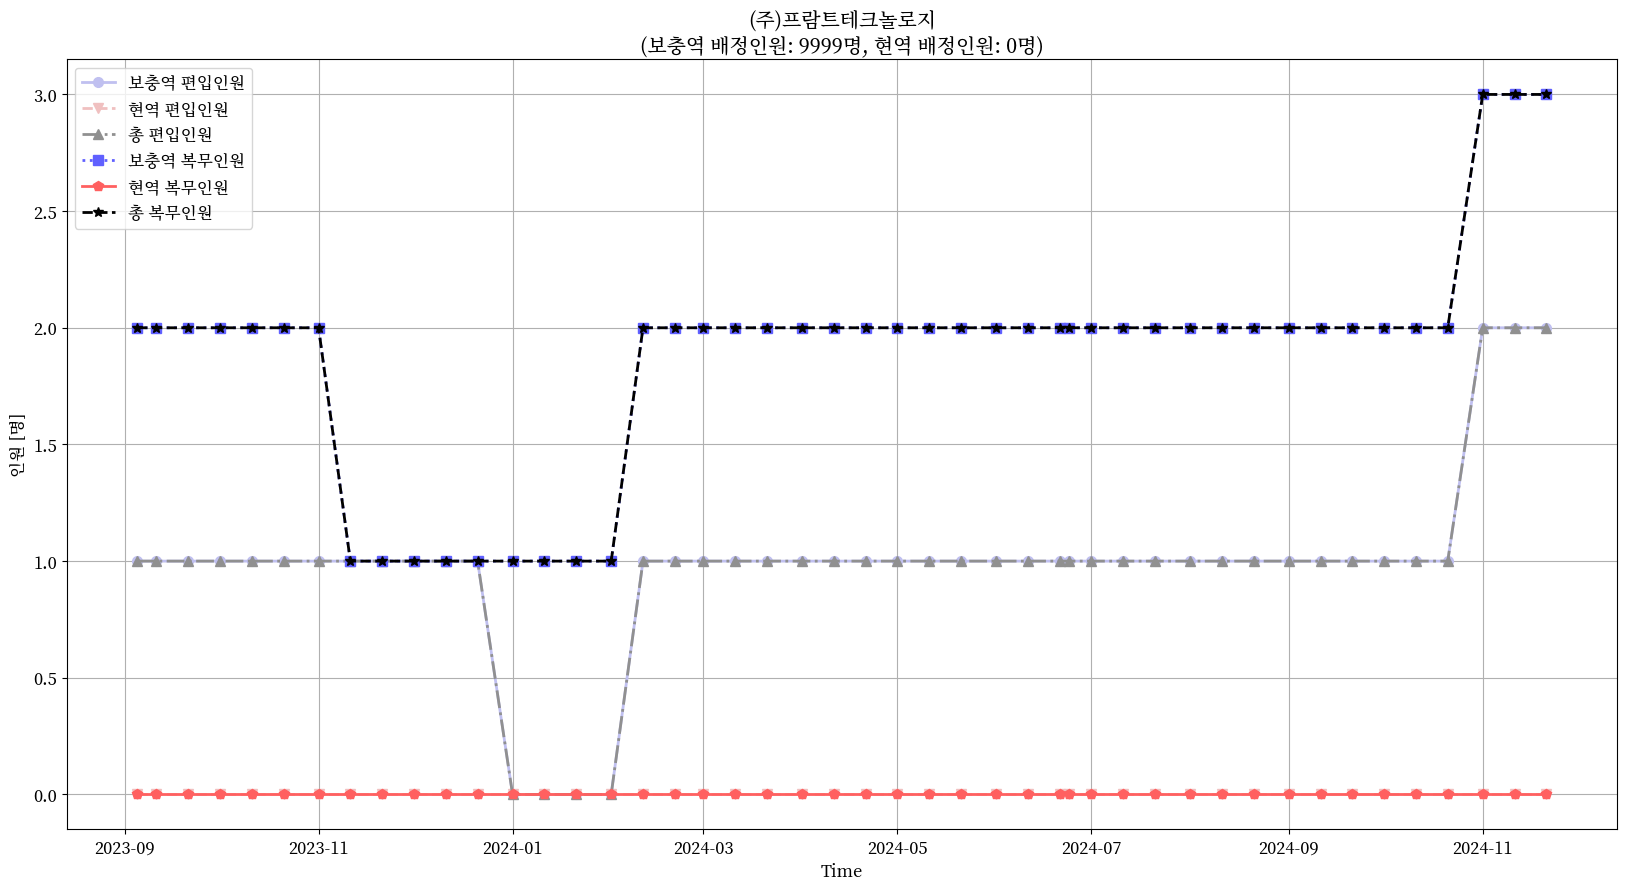 (주)프람트테크놀로지
(보충역 배정인원: 9999명, 현역 배정인원: 0명)
보충역 편입인원
현역 편입인원
총 편입인원
보충역 복무인원
현역 복무인원
총 복무인원
3.0
2.5
2.0
1.5
1.0
0.5
0.0
인원 [명]
2023-09
2023-11
2024-01
2024-03
2024-05
2024-07
2024-09
2024-11
Time